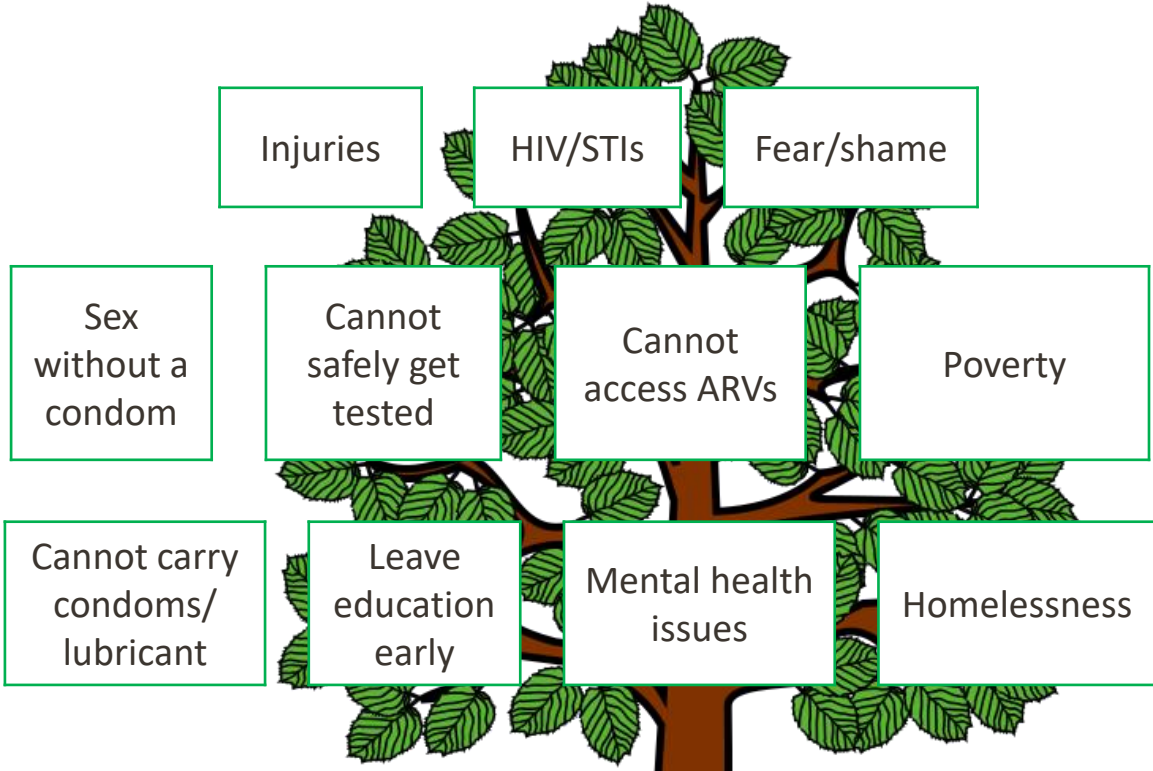 Injuries
HIV/STIs
Fear/shame
Sex
without a
condom
Cannot
safely get
tested
Cannot
access ARVs
Poverty
Cannot carry
condoms/
lubricant
Leave
education
early
Mental health
issues
Homelessness